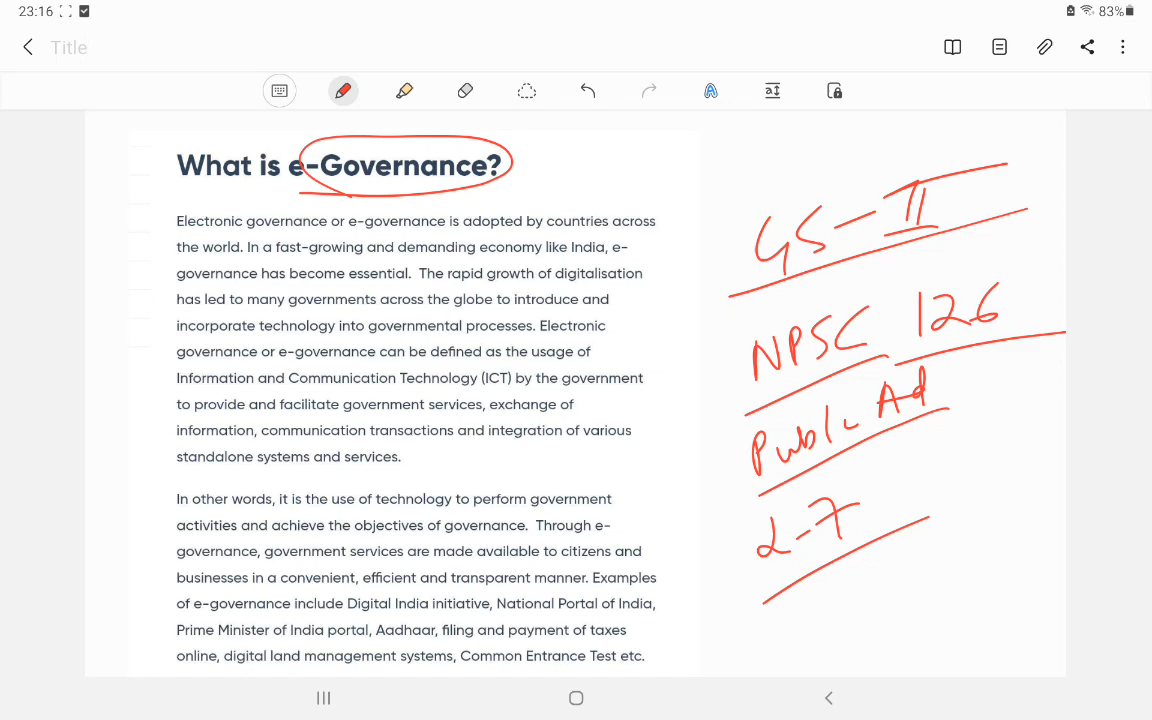 23:16
83%
Title
What is e-Governance?
Electronic governance or e-governance is adopted by countries across
the world. In a fast-growing and demanding economy like India, e-
governance has become essential. The rapid growth of digitalisation
has led to many governments across the globe to introduce and
incorporate technology into governmental processes. Electronic
governance or e-governance can be defined as the usage of
Information and Communication Technology (ICT) by the government
to provide and facilitate government services, exchange of
information, communication transactions and integration of various
standalone systems and services.
In other words, it is the use of technology to perform government
activities and achieve the objectives of governance. Through e-
governance, government services are made available to citizens and
businesses in a convenient, efficient and transparent manner. Examples
of e-governance include Digital India initiative, National Portal of India,
Prime Minister of India portal, Aadhaar, filing and payment of taxes
online, digital land management systems, Common Entrance Test etc.
GS-II
NPSC 126
Public Ad
L-7